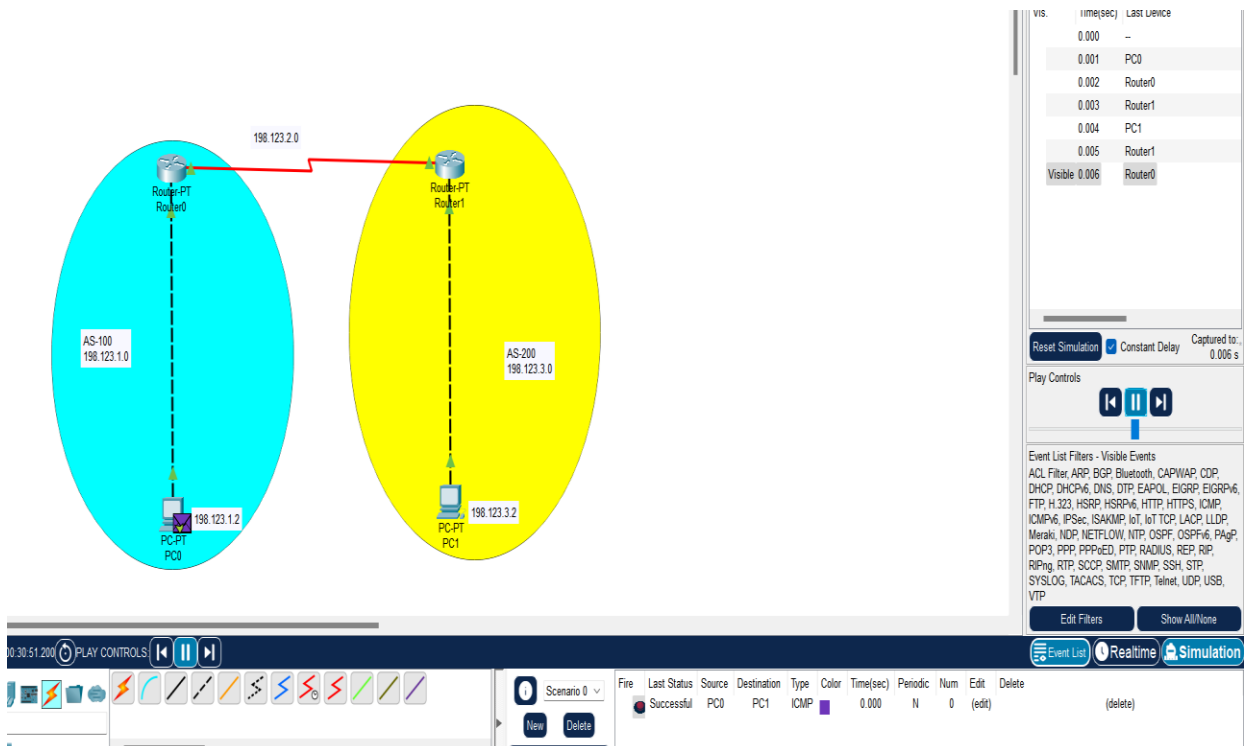 Vis. Time(sec) Last Device
0.000 --
0.001 PC0
0.002 Router0
0.003 Router1
0.004 PC1
0.005 Router1
Visible 0.006 Router0
198.123.2.0
Router-PT
Router0
Router-PT
Router1
AS-100
198.123.1.0
AS-200
198.123.3.0
198.123.1.2
PC-PT
PC0
198.123.3.2
PC-PT
PC1
Reset Simulation Constant Delay Captured to:
0.006 s
Play Controls
Event List Filters - Visible Events
ACL Filter, ARP, BGP, Bluetooth, CAPWAP, CDP,
DHCP, DHCPv6, DNS, DTP, EAPOL, EIGRP, EIGRPv6,
FTP, H.323, HSRP, HSRPv6, HTTP, HTTPS, ICMP,
ICMPv6, IPSec, ISAKMP, IoT, IoT TCP, LACP, LLDP,
Meraki, NDP, NETFLOW, NTP, OSPF, OSPFv6, PAgP,
POP3, PPP, PPPoED, PTP, RADIUS, REP, RIP,
RIPng, RTP, SCCP, SMTP, SNMP, SSH, STP,
SYSLOG, TACACS, TCP, TFTP, Telnet, UDP, USB,
VTP
Edit Filters Show All/None
00:30:51.200 PLAY CONTROLS: Event List Realtime Simulation
Scenario 0
New Delete
Fire Last Status Source Destination Type Color Time(sec) Periodic Num Edit Delete
Successful PC0 PC1 ICMP 0.000 N 0 (edit) (delete)